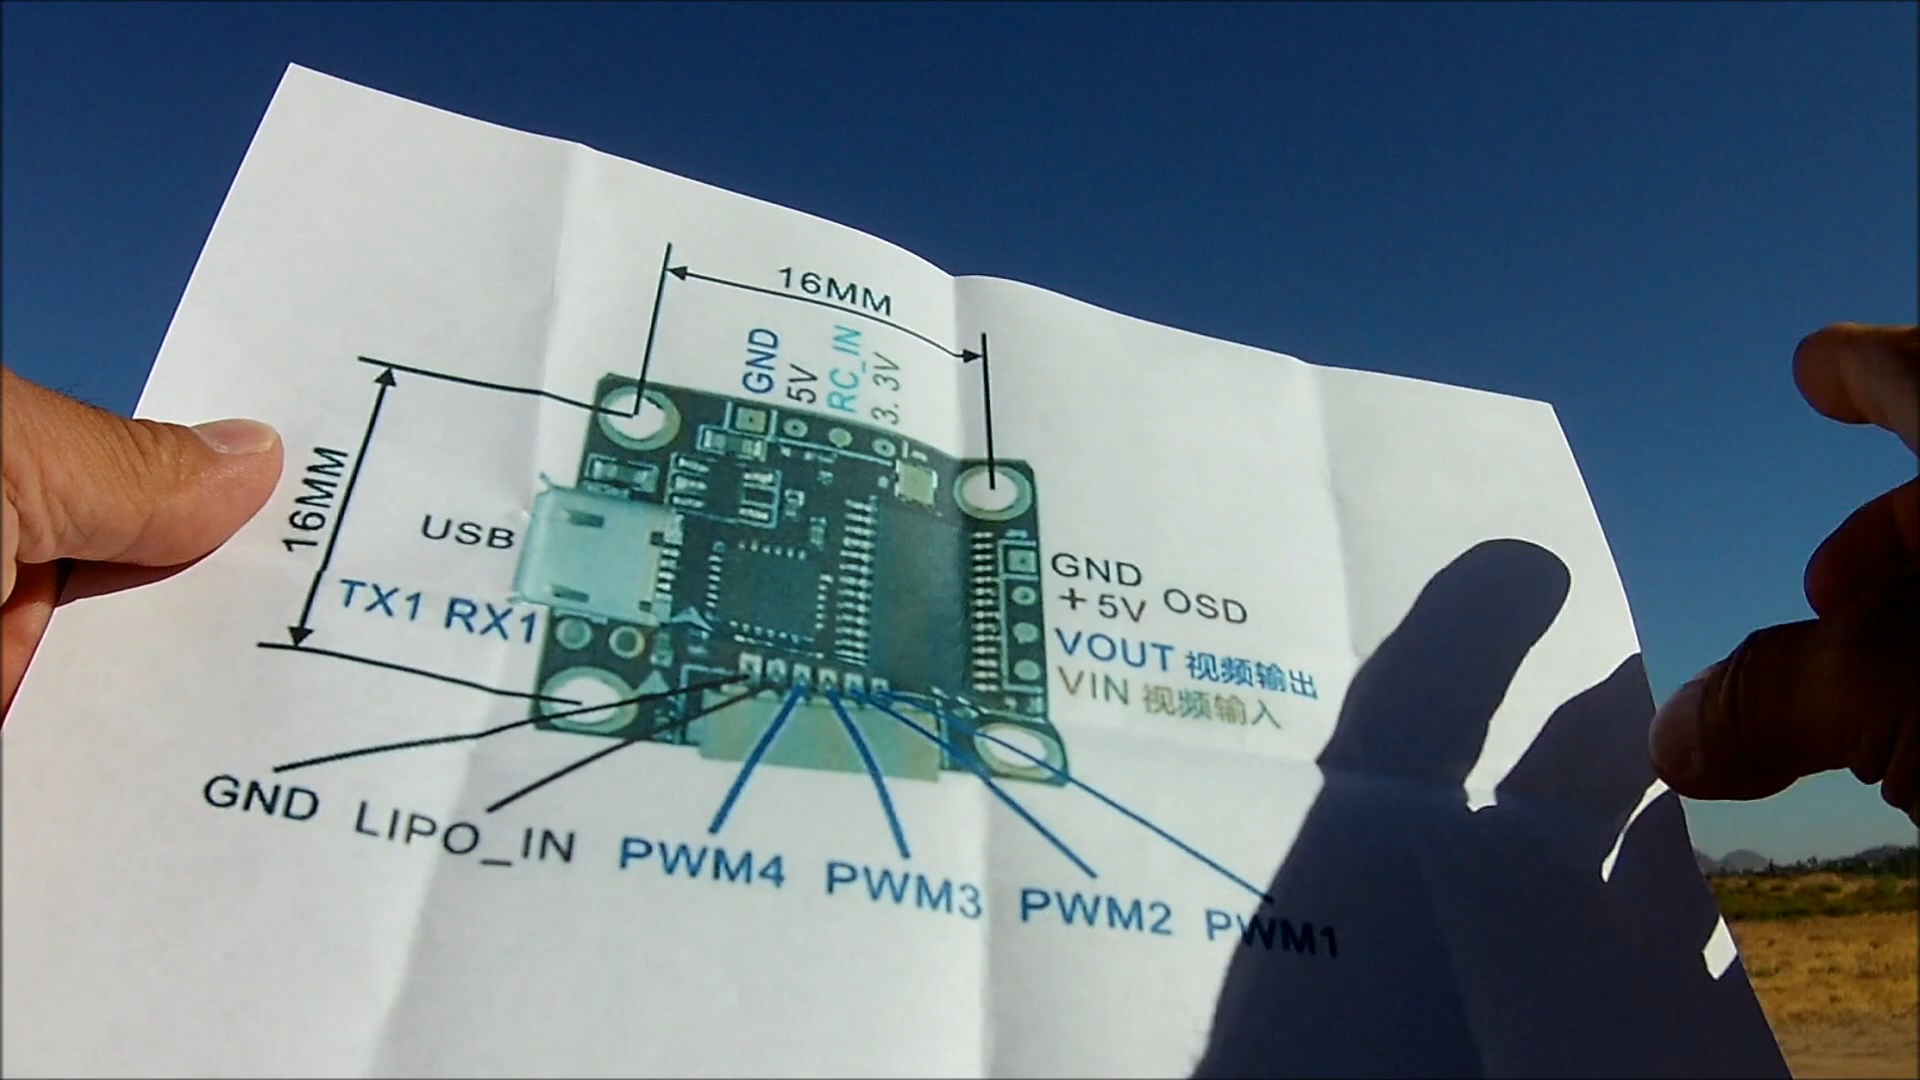 16MM
GND
5V
RC_IN
3.3V
16MM
USB
TX1 RX1
GND
+5V OSD
VOUT 视频输出
VIN 视频输入
GND LIPO_IN PWM4 PWM3 PWM2 PWM1